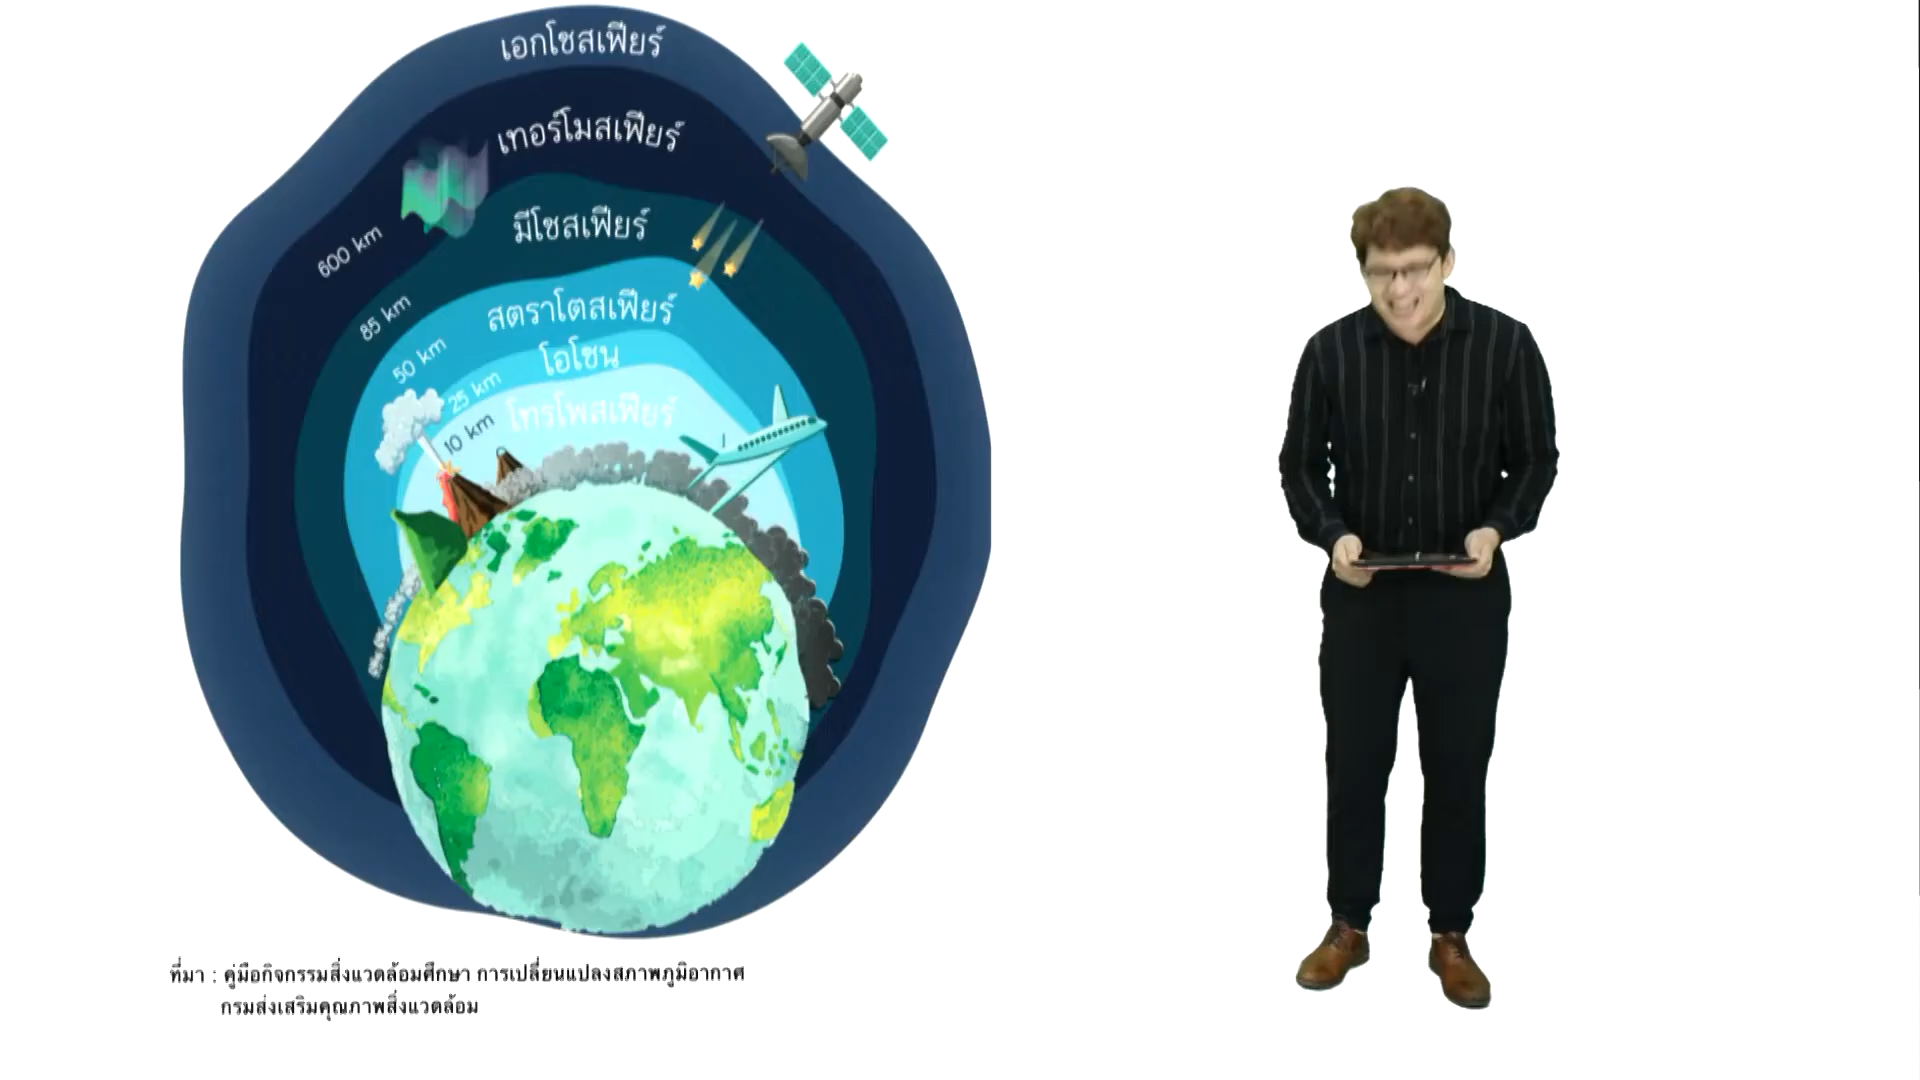 เอกโซสเฟียร์
เทอร์โมสเฟียร์
มีโซสเฟียร์
สตราโตสเฟียร์
โอโซน
โทรโพสเฟียร์
600 km
85 km
50 km
25 km
10 km
ที่มา : คู่มือกิจกรรมสิ่งแวดล้อมศึกษา การเปลี่ยนแปลงสภาพภูมิอากาศ
กรมส่งเสริมคุณภาพสิ่งแวดล้อม